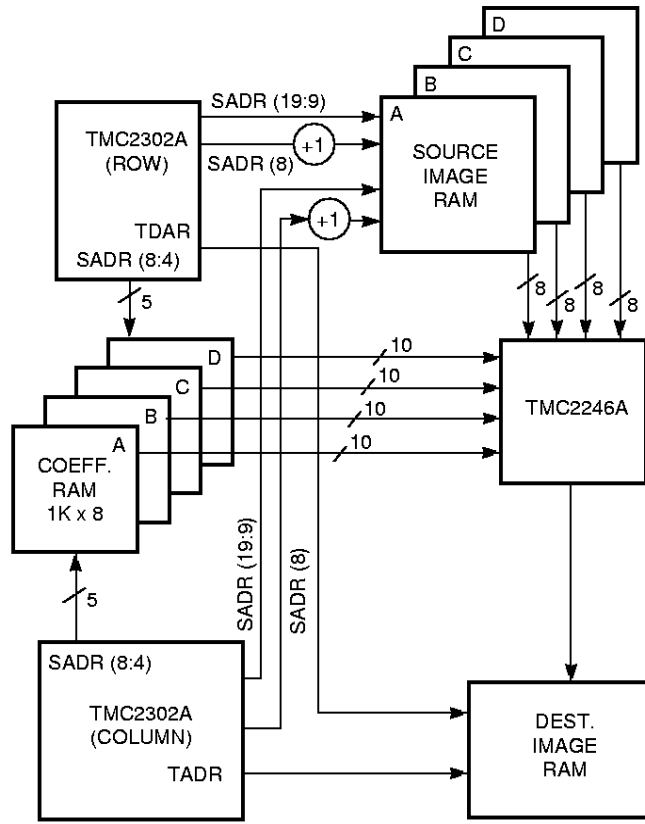 D
C
B
A
SOURCE
IMAGE
RAM
SADR (19:9)
+1
SADR (8)
+1
TMC2302A
(ROW)
TDAR
SADR (8:4)
5
8
8
8
8
D
C
B
A
COEFF.
RAM
1K x 8
10
10
10
10
TMC2246A
SADR (19:9)
SADR (8)
5
SADR (8:4)
TMC2302A
(COLUMN)
TADR
DEST.
IMAGE
RAM